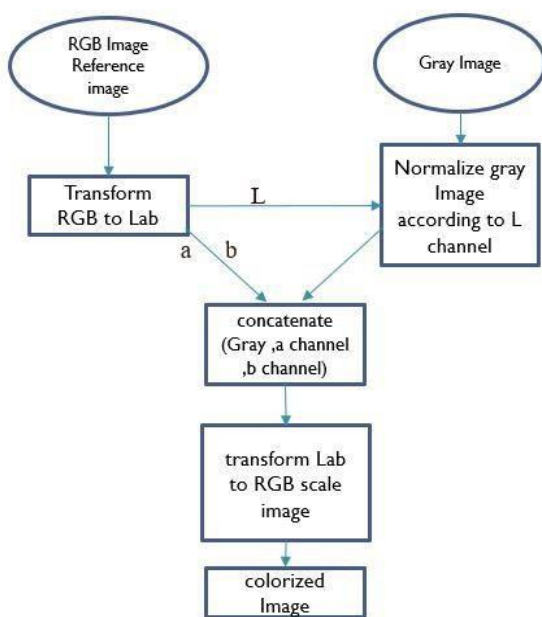 RGB Image
Reference
image
Gray Image
Transform
RGB to Lab
L
Normalize gray
Image
according to L
channel
a b
concatenate
(Gray ,a channel
,b channel)
transform Lab
to RGB scale
image
colorized
Image